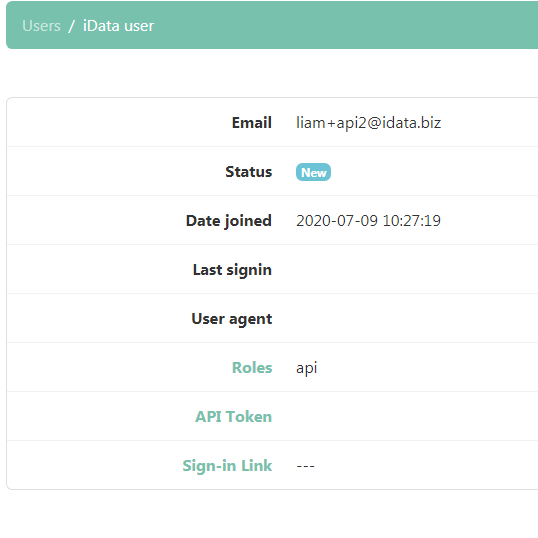 Users / iData user
Email liam+api2@idata.biz
Status New
Date joined 2020-07-09 10:27:19
Last signin
User agent
Roles api
API Token
Sign-in Link ---